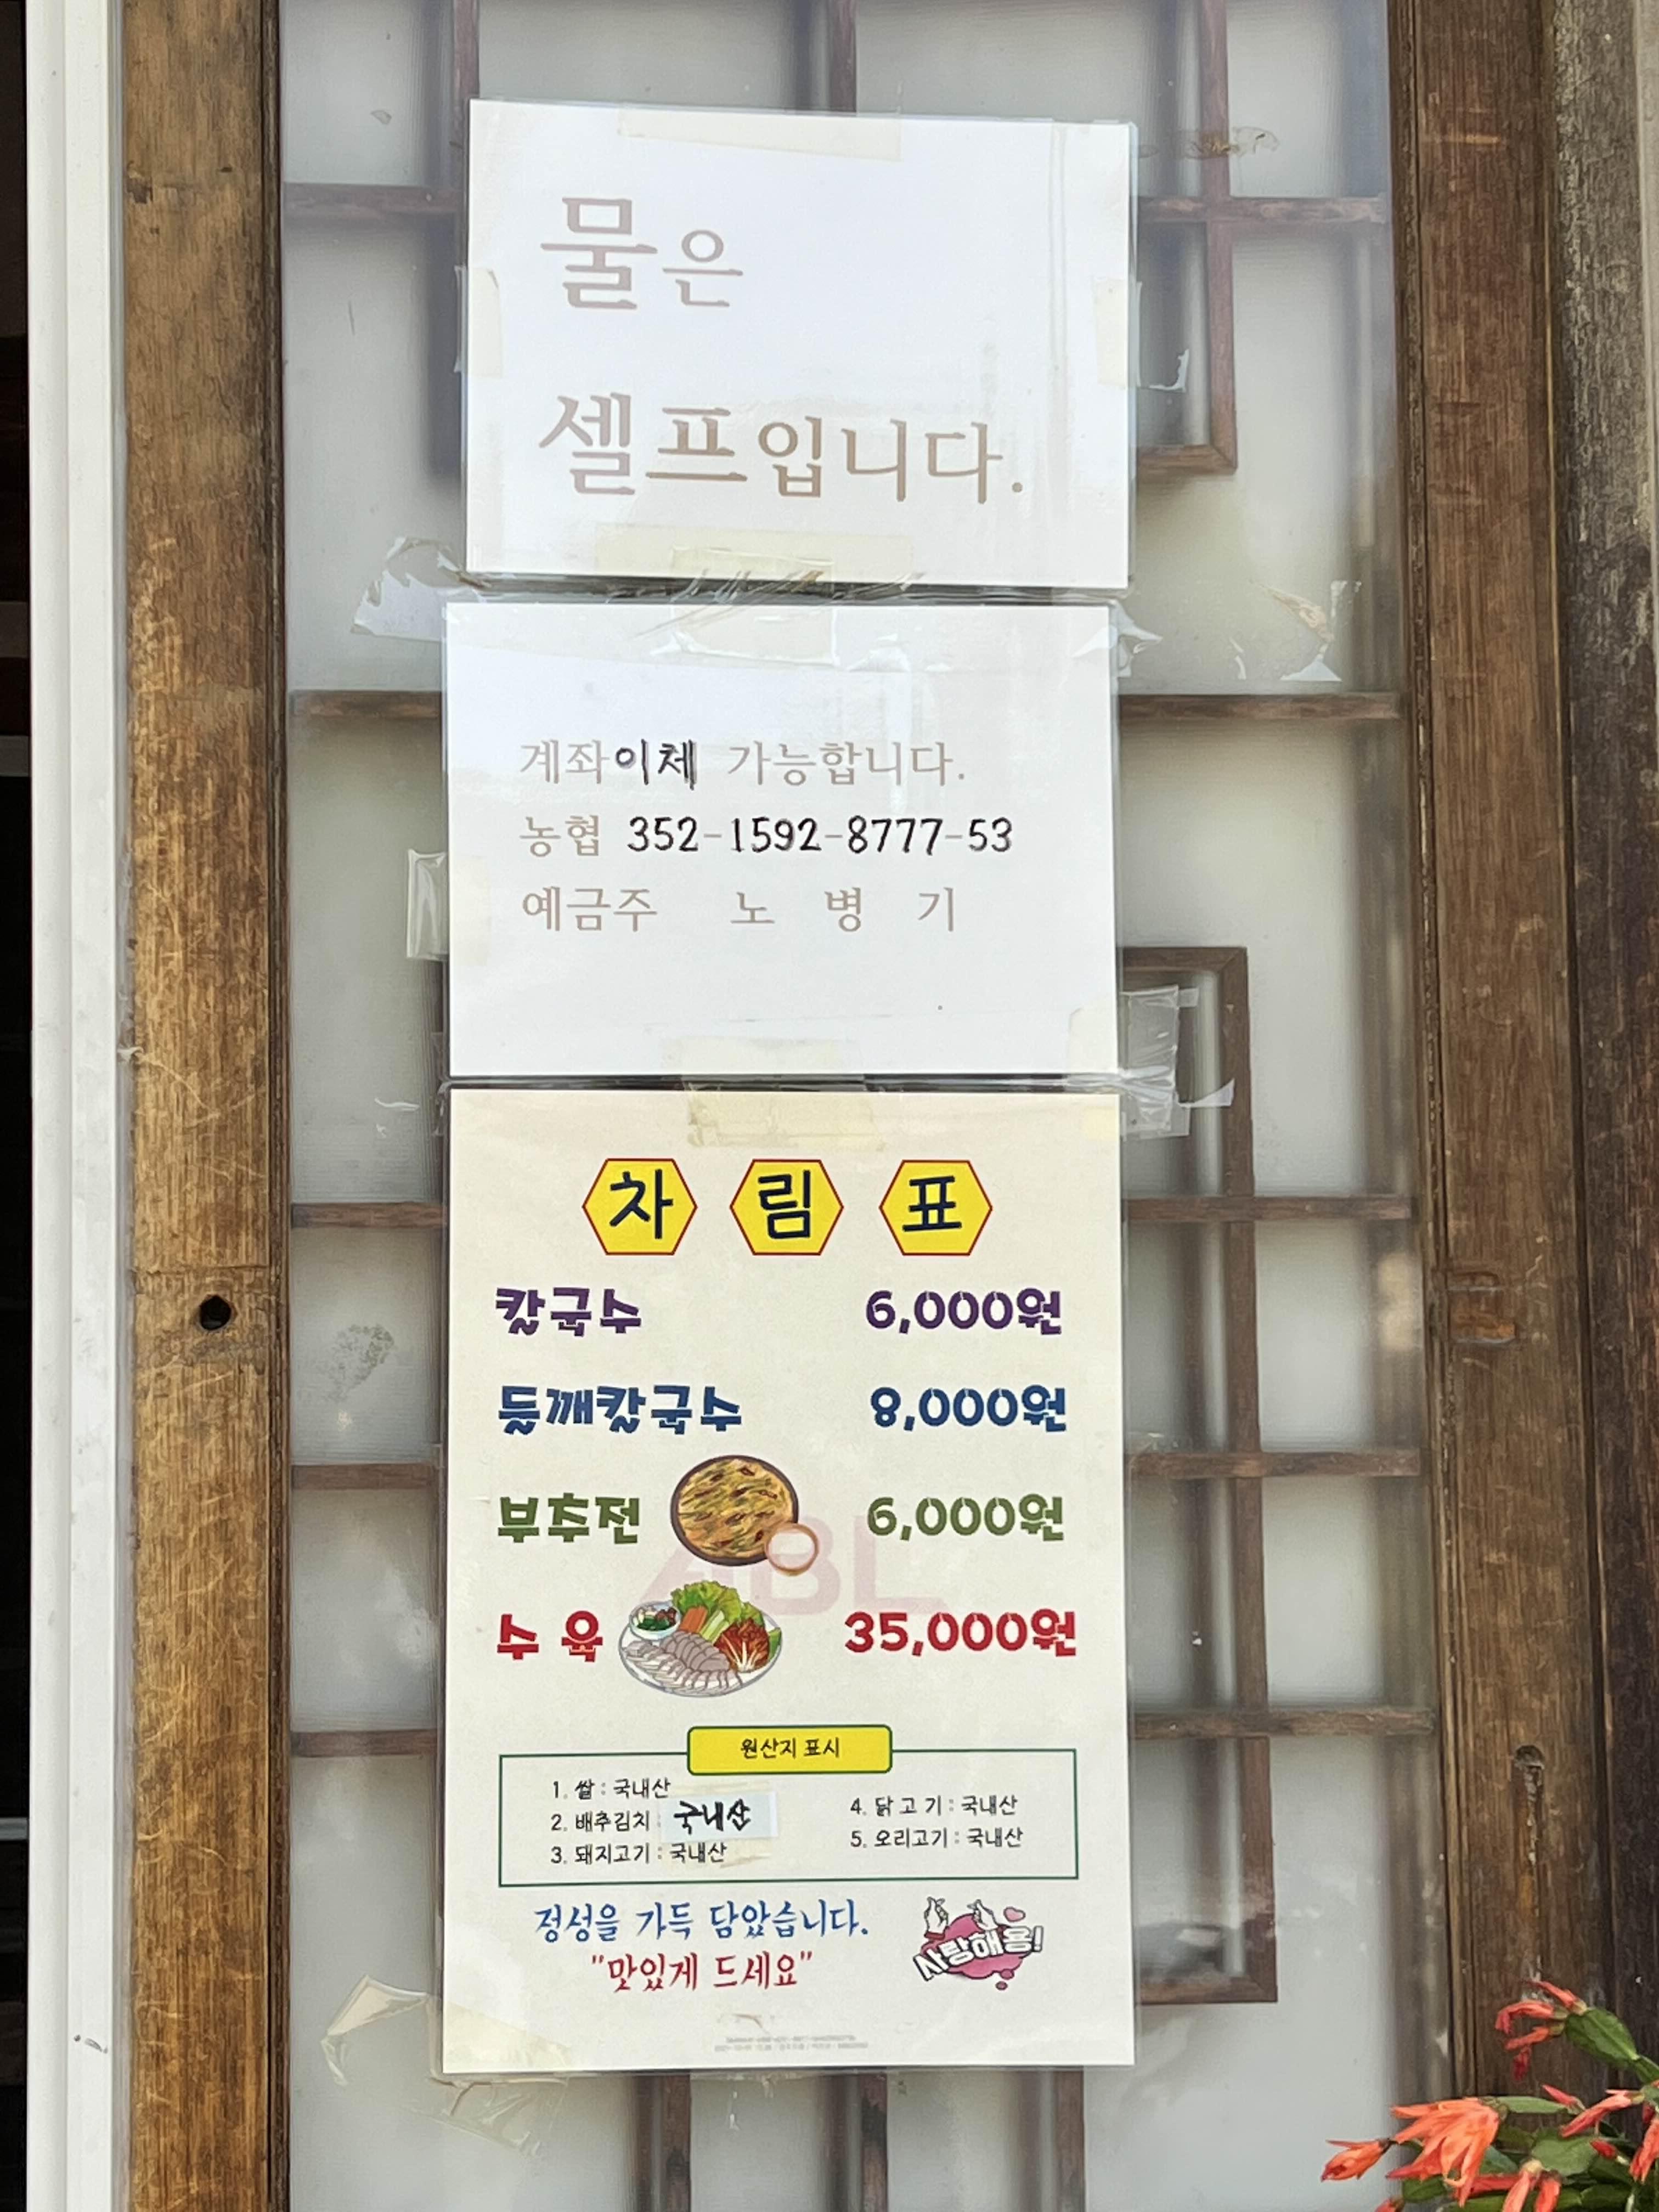 물은
셀프입니다.
계좌이체 가능합니다.
농협 352-1592-8777-53
예금주 노 병 기
차 림 표
칼국수 6,000원
들깨칼국수 8,000원
부추전 6,000원
수 육 35,000원
ABL
원산지 표시
1. 쌀 : 국내산
2. 배추김치 : 국내산
3. 돼지고기 : 국내산
4. 닭 고 기 : 국내산
5. 오리고기 : 국내산
정성을 가득 담았습니다.
"맛있게 드세요"
사랑해용!